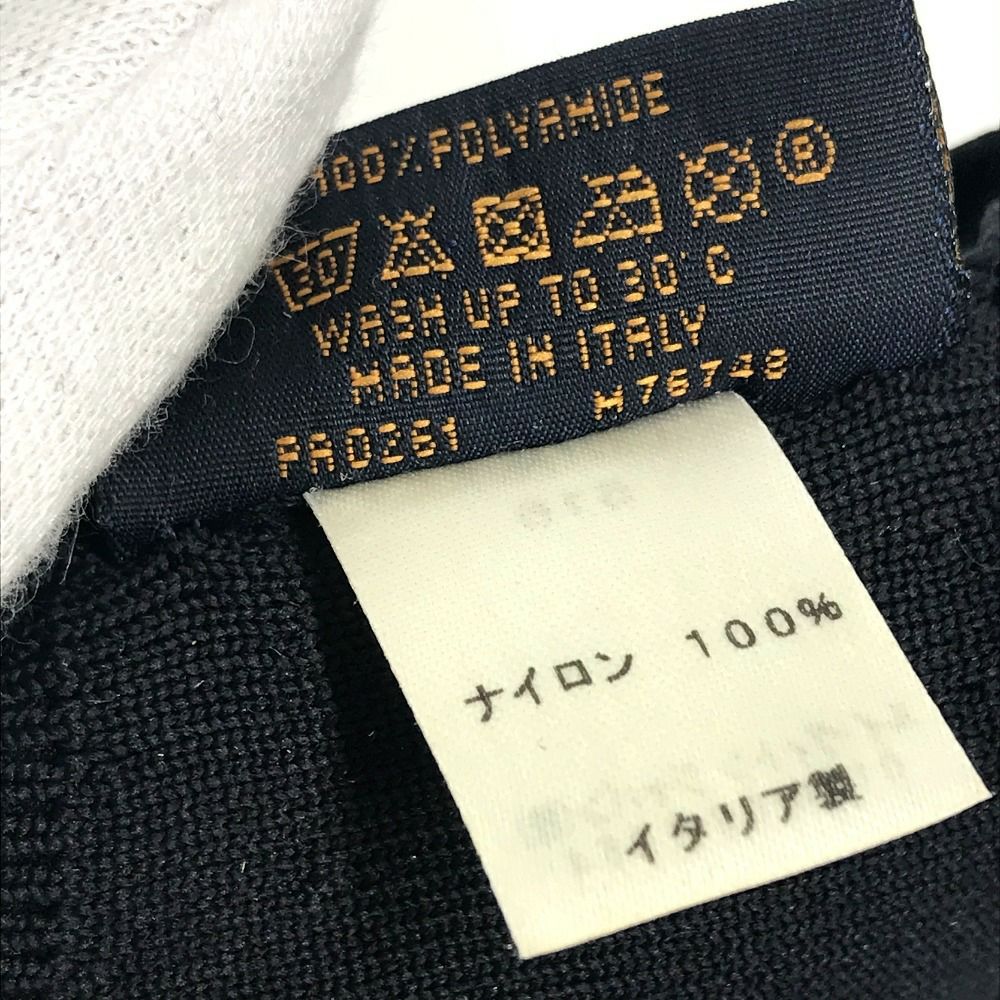 100% POLYAMIDE
30 P
WASH UP TO 30°C
MADE IN ITALY
PA0261 M76748
ナイロン 100%
イタリア製